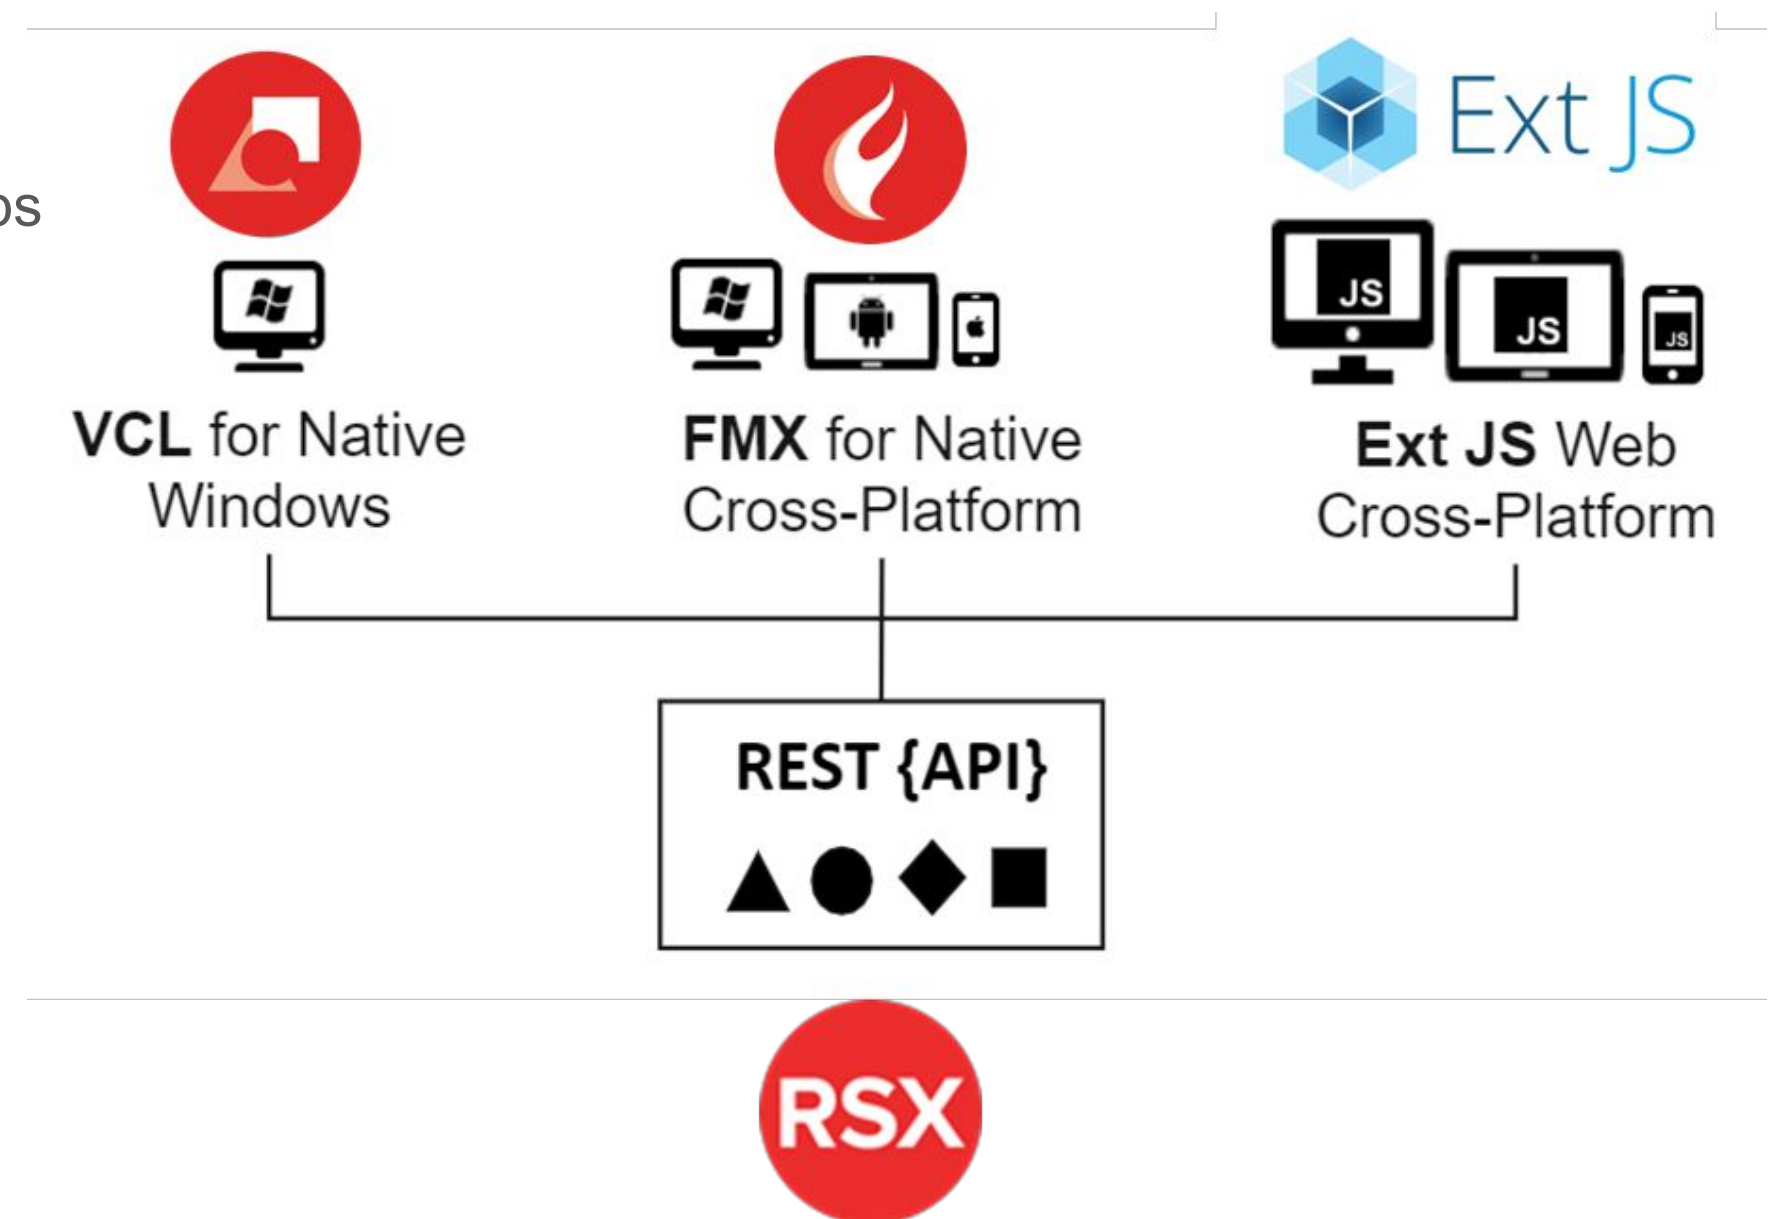 Ext JS
os
JS
JS
JS
VCL for Native
Windows
FMX for Native
Cross-Platform
Ext JS Web
Cross-Platform
REST {API}
RSX